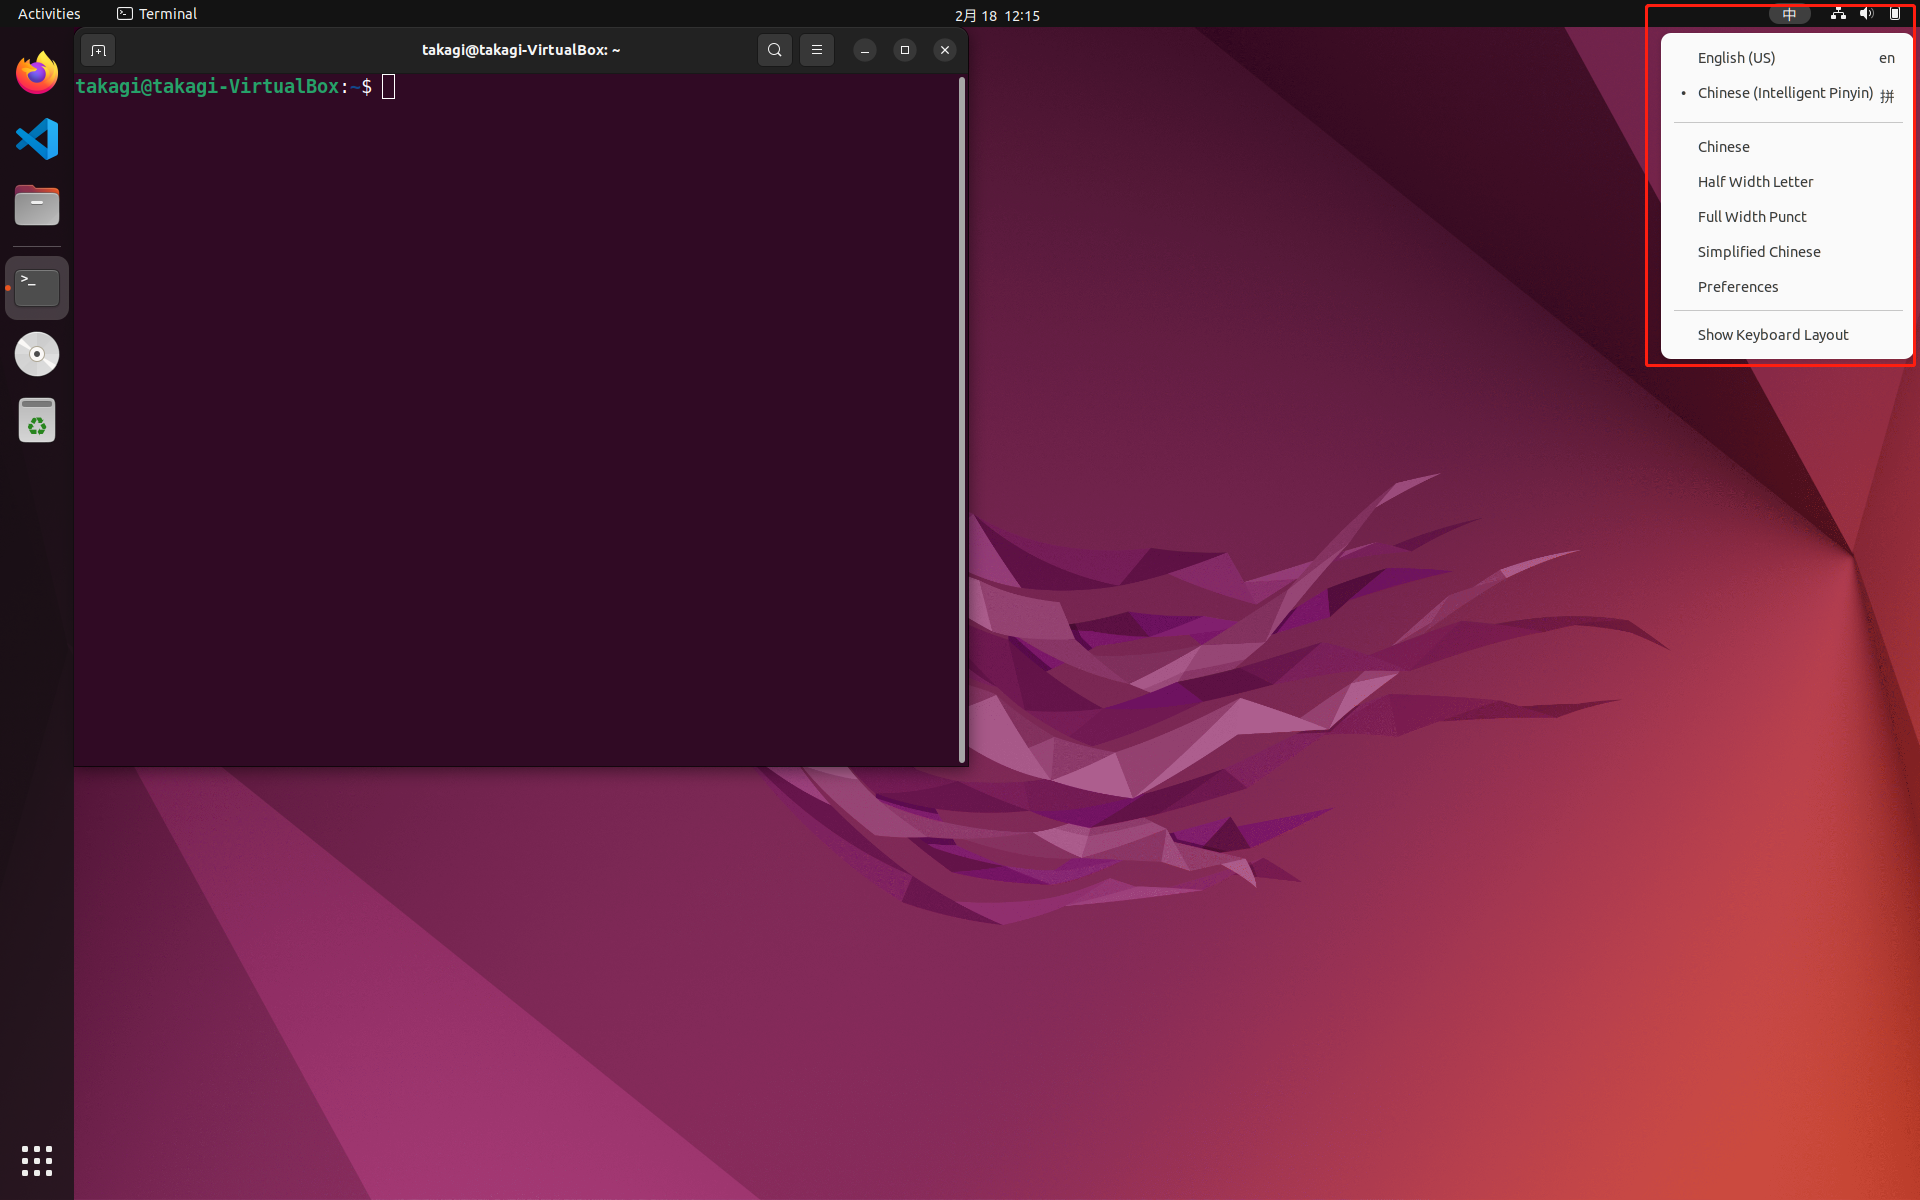 Activities
Terminal
2月 18 12:15
中
takagi@takagi-VirtualBox: ~
takagi@takagi-VirtualBox:~$
>_
English (US) en
• Chinese (Intelligent Pinyin) 拼
Chinese
Half Width Letter
Full Width Punct
Simplified Chinese
Preferences
Show Keyboard Layout